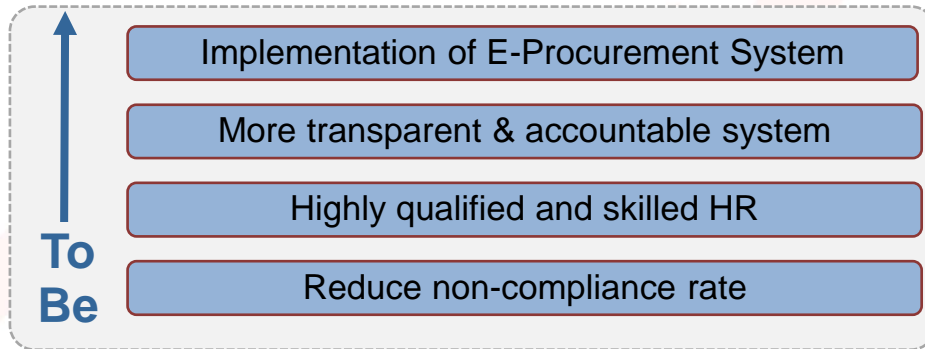 Implementation of E-Procurement System
More transparent & accountable system
Highly qualified and skilled HR
Reduce non-compliance rate
To
Be